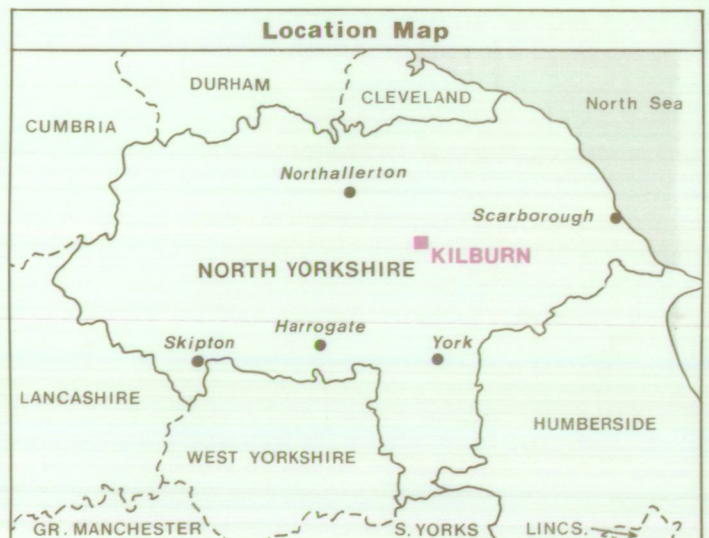 Location Map
DURHAM
CLEVELAND
North Sea
CUMBRIA
Northallerton
Scarborough
KILBURN
NORTH YORKSHIRE
Harrogate
Skipton
York
LANCASHIRE
HUMBERSIDE
WEST YORKSHIRE
GR. MANCHESTER
S. YORKS
LINCS.